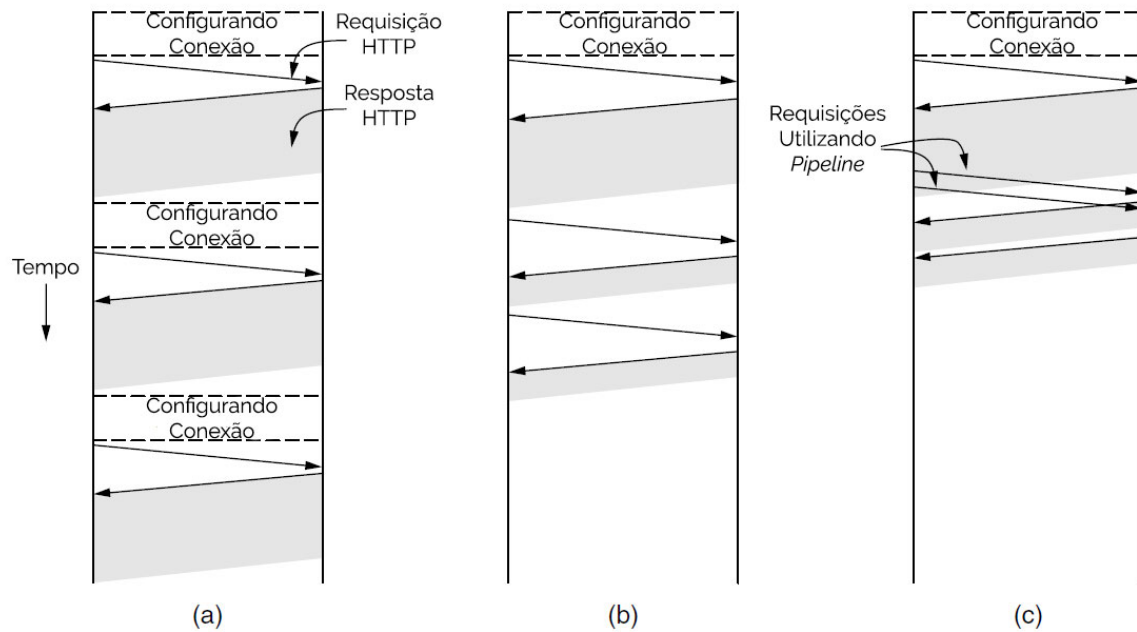 Configurando
Conexão
Requisição
HTTP
Resposta
HTTP
Configurando
Conexão
Tempo
Configurando
Conexão
(a)
Configurando
Conexão
(b)
Configurando
Conexão
Requisições
Utilizando
Pipeline
(c)